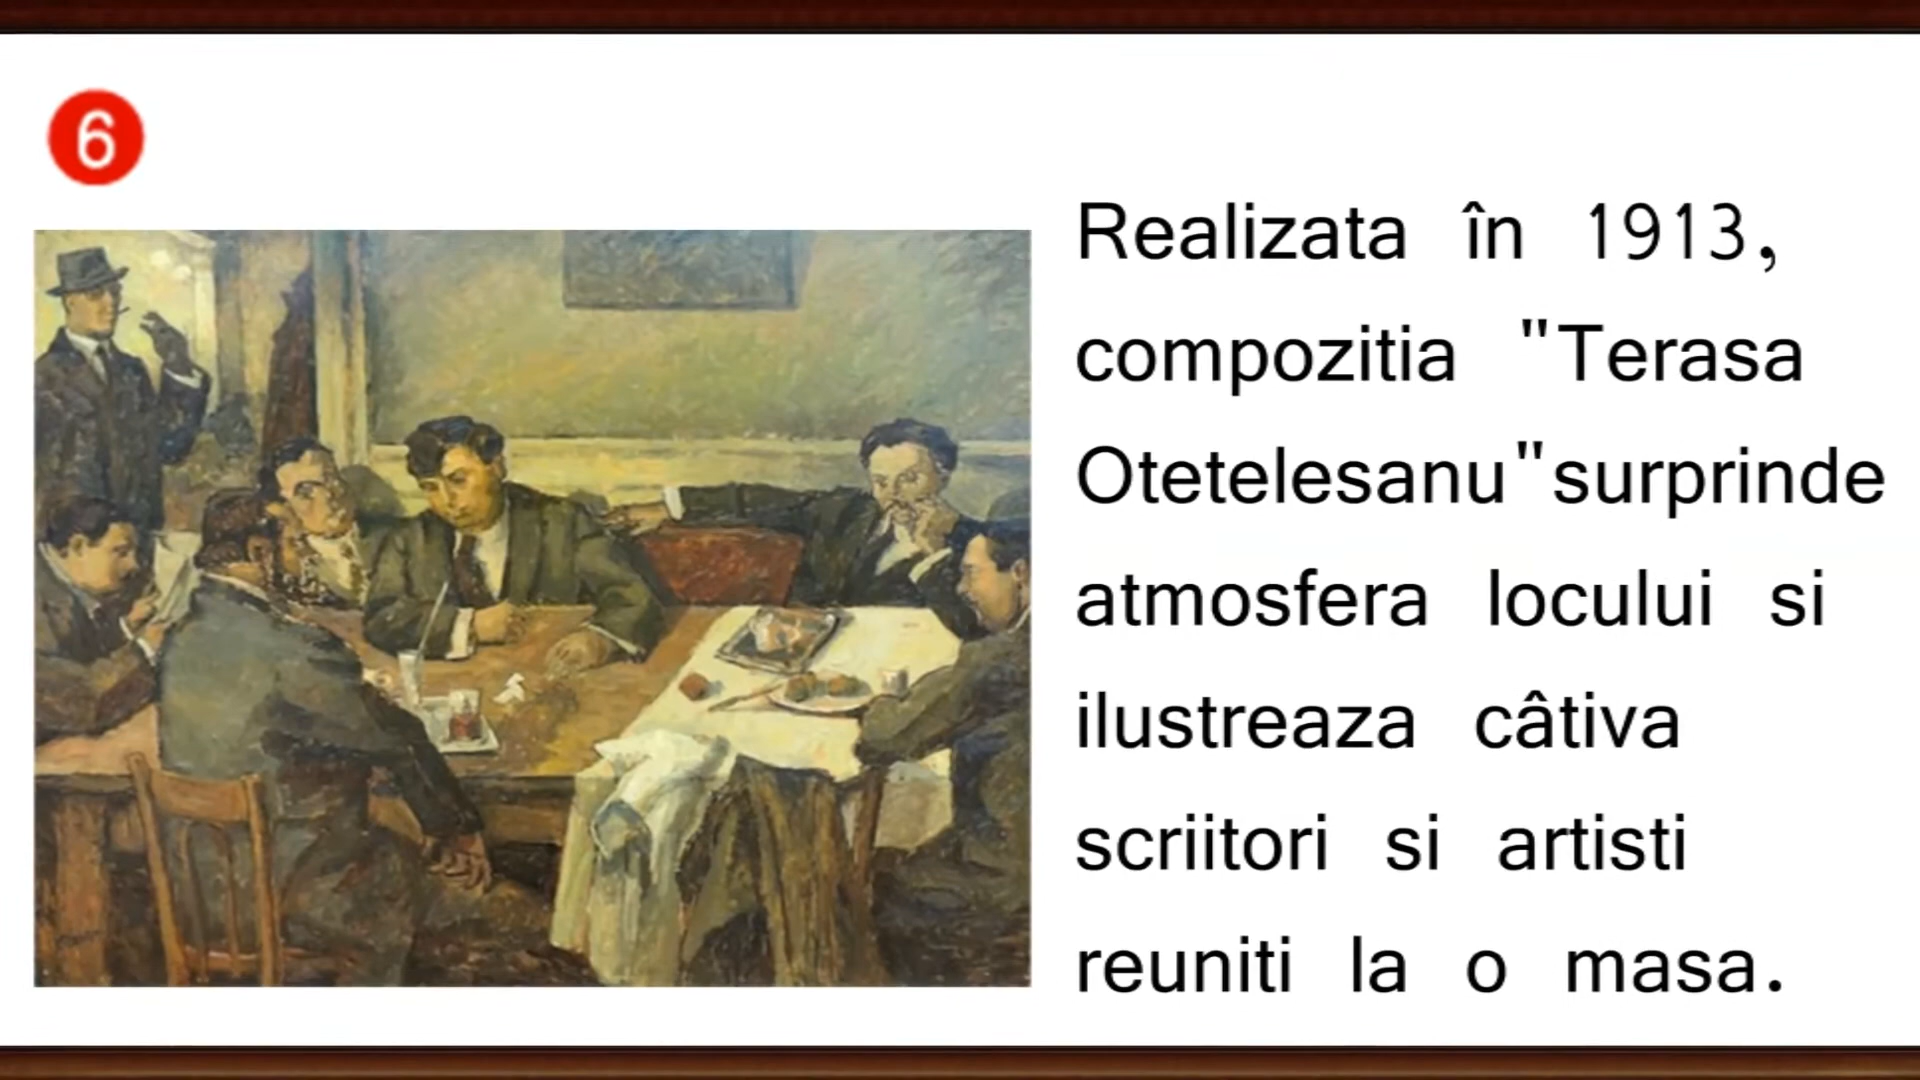 6
Realizata în 1913,
compozitia "Terasa
Otetelesanu"surprinde
atmosfera locului si
ilustreaza câtiva
scriitori si artisti
reuniti la o masa.